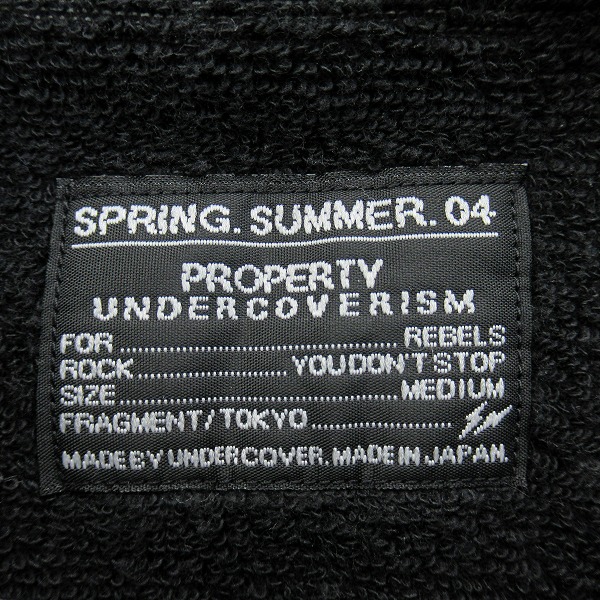 SPRING. SUMMER. 04
PROPERTY
UNDERCOVERISM
FOR REBELS
ROCK YOU DON'T STOP
SIZE MEDIUM
FRAGMENT/TOKYO
MADE BY UNDERCOVER. MADE IN JAPAN.